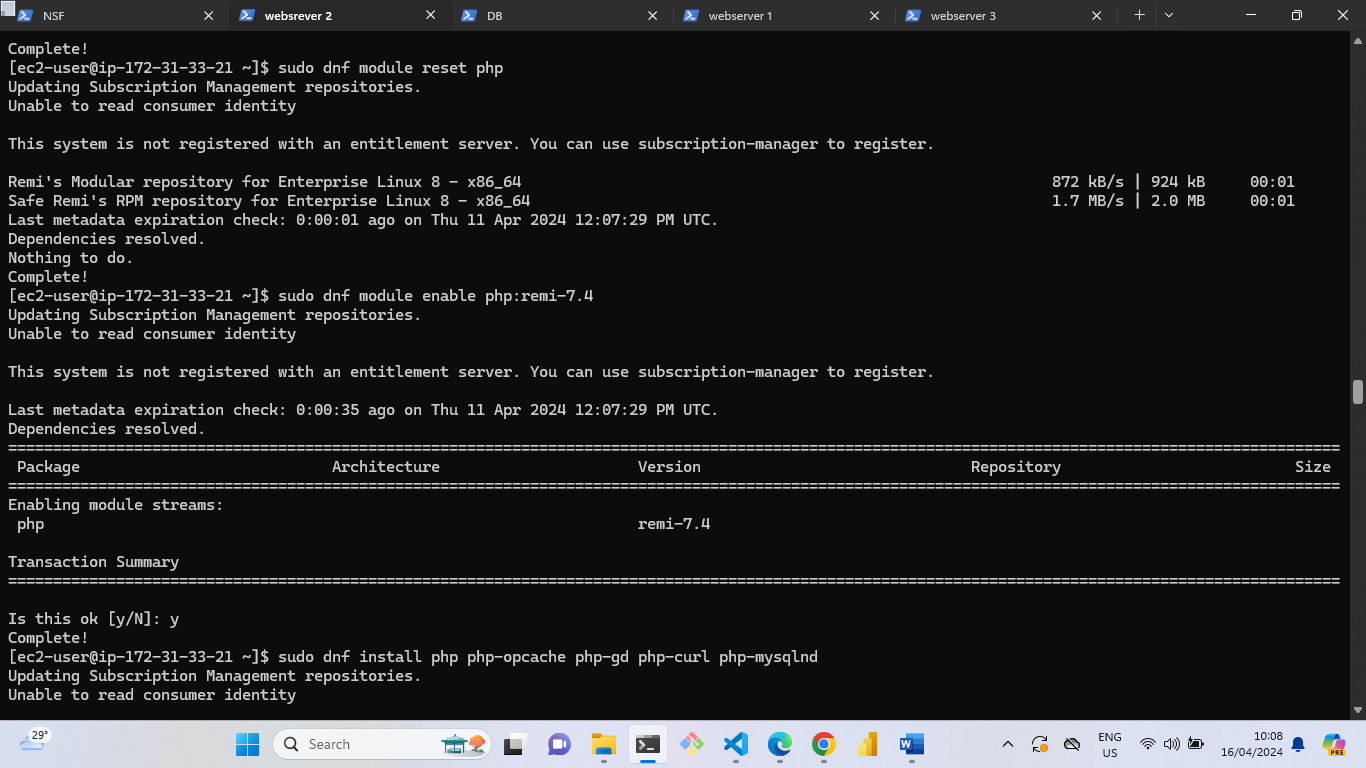 NSF
websrever 2
DB
webserver 1
webserver 3
Complete!
[ec2-user@ip-172-31-33-21 ~]$ sudo dnf module reset php
Updating Subscription Management repositories.
Unable to read consumer identity
This system is not registered with an entitlement server. You can use subscription-manager to register.
Remi's Modular repository for Enterprise Linux 8 - x86_64 872 kB/s | 924 kB 00:01
Safe Remi's RPM repository for Enterprise Linux 8 - x86_64 1.7 MB/s | 2.0 MB 00:01
Last metadata expiration check: 0:00:01 ago on Thu 11 Apr 2024 12:07:29 PM UTC.
Dependencies resolved.
Nothing to do.
Complete!
[ec2-user@ip-172-31-33-21 ~]$ sudo dnf module enable php:remi-7.4
Updating Subscription Management repositories.
Unable to read consumer identity
This system is not registered with an entitlement server. You can use subscription-manager to register.
Last metadata expiration check: 0:00:35 ago on Thu 11 Apr 2024 12:07:29 PM UTC.
Dependencies resolved.
Package Architecture Version Repository Size
Enabling module streams:
php remi-7.4
Transaction Summary
Is this ok [y/N]: y
Complete!
[ec2-user@ip-172-31-33-21 ~]$ sudo dnf install php php-opcache php-gd php-curl php-mysqlnd
Updating Subscription Management repositories.
Unable to read consumer identity
29°
Search
ENG
US
10:08
16/04/2024
PRE